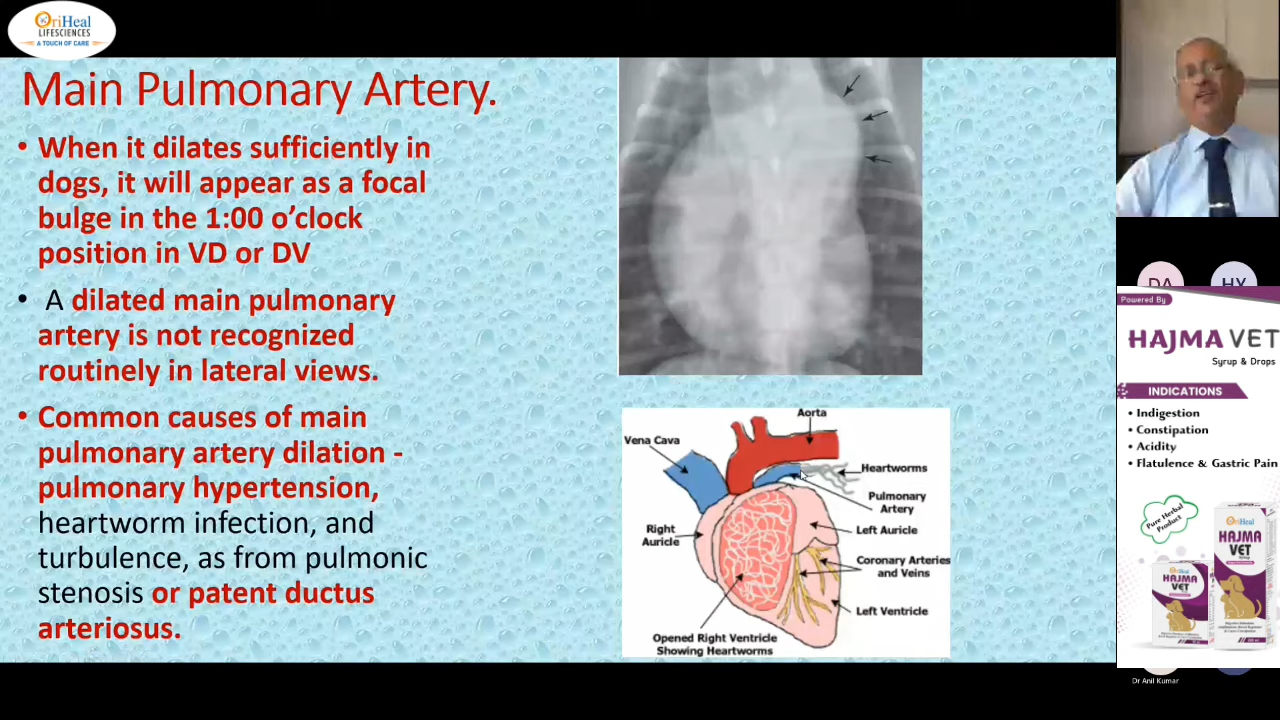 OriHeal
LIFESCIENCES
A TOUCH OF CARE
Main Pulmonary Artery.
• When it dilates sufficiently in
dogs, it will appear as a focal
bulge in the 1:00 o’clock
position in VD or DV
• A dilated main pulmonary
artery is not recognized
routinely in lateral views.
• Common causes of main
pulmonary artery dilation -
pulmonary hypertension,
heartworm infection, and
turbulence, as from pulmonic
stenosis or patent ductus
arteriosus.
Aorta
Vena Cava
Heartworms
Pulmonary
Artery
Right
Auricle
Left Auricle
Coronary Arteries
and Veins
Left Ventricle
Opened Right Ventricle
Showing Heartworms
DA
HY
Powered By
HAJMA VET
Syrup & Drops
INDICATIONS
• Indigestion
• Constipation
• Acidity
• Flatulence & Gastric Pain
Pure Herbal
Product
OriHeal
HAJMA
VET
HAJMA
VET
Dr Anil Kumar